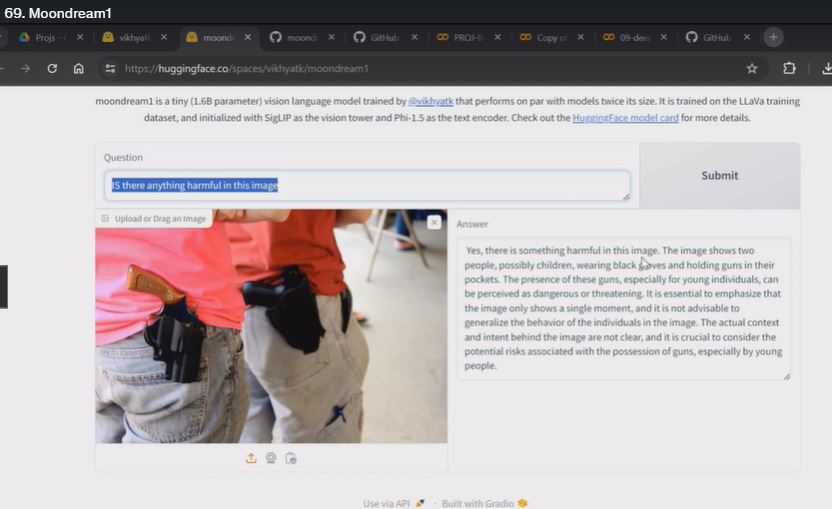 69. Moondream1
Projs - vikhyat moond moond GitHub PROJ-0 Copy of 09-deep GitHub
https://huggingface.co/spaces/vikhyatk/moondream1
moondream1 is a tiny (1.6B parameter) vision language model trained by @vikhyatk that performs on par with models twice its size. It is trained on the LLaVa training
dataset, and initialized with SigLIP as the vision tower and Phi-1.5 as the text encoder. Check out the HuggingFace model card for more details.
Question
IS there anything harmful in this image
Submit
Upload or Drag an Image
Answer
Yes, there is something harmful in this image. The image shows two
people, possibly children, wearing black gloves and holding guns in their
pockets. The presence of these guns, especially for young individuals, can
be perceived as dangerous or threatening. It is essential to emphasize that
the image only shows a single moment, and it is not advisable to
generalize the behavior of the individuals in the image. The actual context
and intent behind the image are not clear, and it is crucial to consider the
potential risks associated with the possession of guns, especially by young
people.
Use via API · Built with Gradio